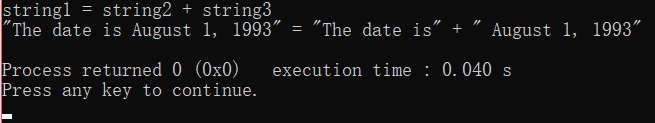 string1 = string2 + string3
"The date is August 1, 1993" = "The date is" + " August 1, 1993"
Process returned 0 (0x0)   execution time : 0.040 s
Press any key to continue.